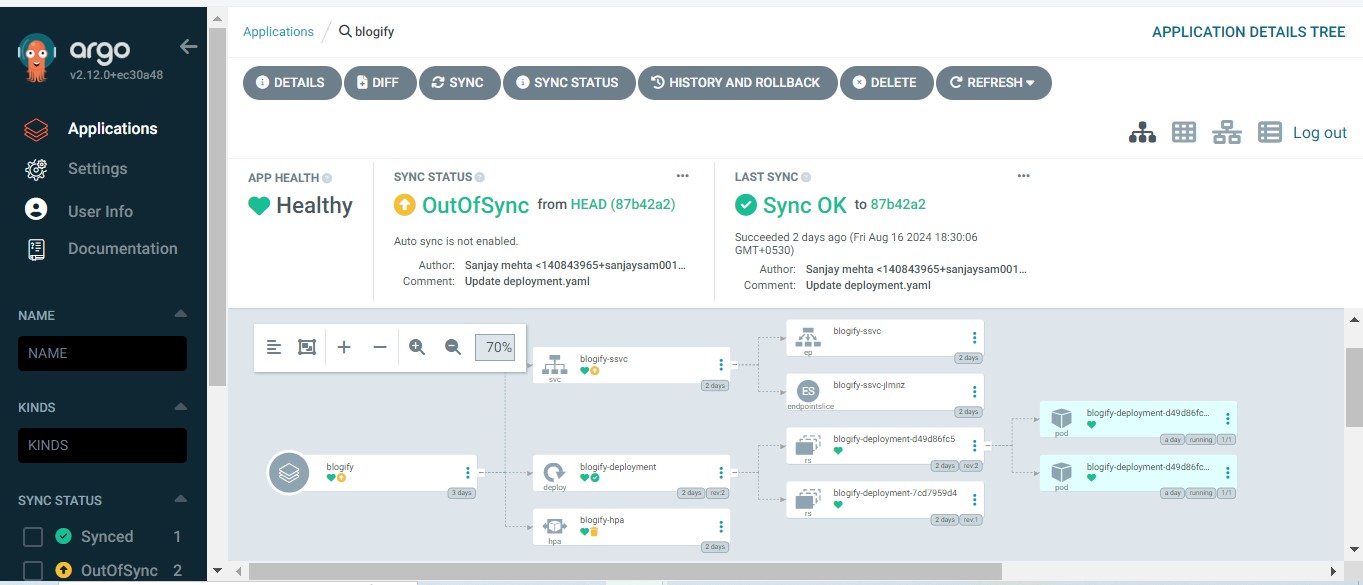 argo
v2.12.0+ec30a48
Applications
Settings
User Info
Documentation
NAME
NAME
KINDS
KINDS
SYNC STATUS
Synced 1
OutOfSync 2
Applications / blogify
APPLICATION DETAILS TREE
DETAILS DIFF SYNC SYNC STATUS HISTORY AND ROLLBACK DELETE REFRESH
Log out
APP HEALTH
Healthy
SYNC STATUS
OutOfSync from HEAD (87b42a2)
Auto sync is not enabled.
Author: Sanjay mehta <140843965+sanjaysam001...
Comment: Update deployment.yaml
LAST SYNC
Sync OK to 87b42a2
Succeeded 2 days ago (Fri Aug 16 2024 18:30:06
GMT+0530)
Author: Sanjay mehta <140843965+sanjaysam001...
Comment: Update deployment.yaml
70%
blogify
3 days
blogify-ssvc
svc
2 days
blogify-deployment
deploy
2 days rev:2
blogify-hpa
hpa
2 days
blogify-ssvc
ep
2 days
ES
blogify-ssvc-jlmnz
endpointslice
2 days
blogify-deployment-d49d86fc5
rs
2 days rev:2
blogify-deployment-7cd7959d4
rs
2 days rev:1
blogify-deployment-d49d86fc...
pod
a day running 1/1
blogify-deployment-d49d86fc...
pod
a day running 1/1